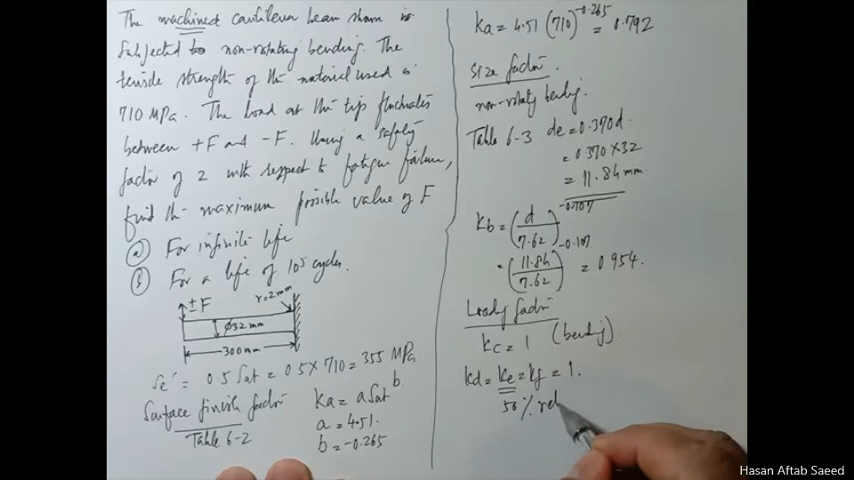 The machined cantilever beam shown is
subjected to non-rotating bending. The
tensile strength of the material used is
710 MPa. The load at the tip fluctuates
between +F and -F. Using a safety
factor of 2 with respect to fatigue failure,
find the maximum possible value of F
(a) For infinite life
(b) For a life of 10⁵ cycles.
±F
r=2mm
ϕ32 mm
300mm
Se' = 0.5 Sut = 0.5 × 710 = 355 MPa
Surface finish factor
Table 6-2
ka = a Sut^b
a = 4.51.
b = -0.265
ka = 4.51 (710)^-0.265 = 0.792
Size factor
non-rotating bending.
Table 6-3 de = 0.370d.
= 0.370 × 32
= 11.84 mm
kb = (d/7.62)^-0.107
= (11.84/7.62)^-0.107 = 0.954.
Loading factor
kc = 1 (bending).
kd = ke = kf = 1.
50% rel
Hasan Aftab Saeed